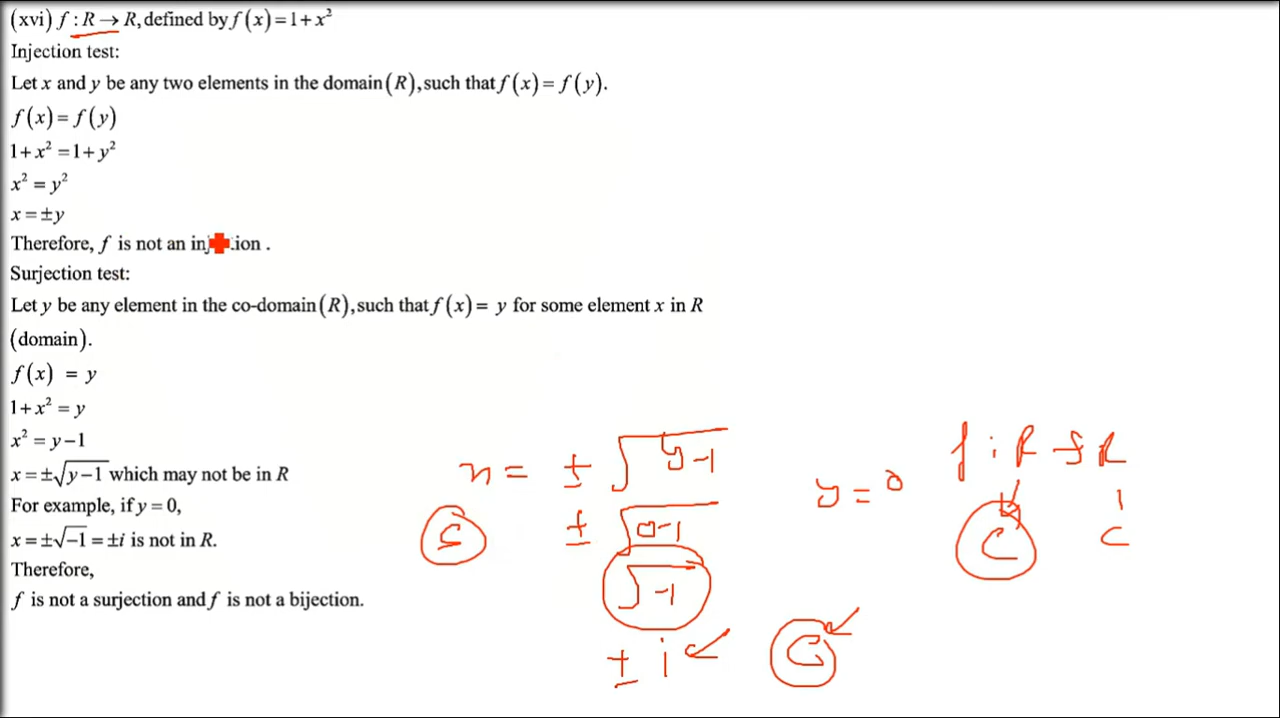 (xvi) f : R → R, defined by f(x) = 1 + x²
Injection test:
Let x and y be any two elements in the domain (R), such that f(x) = f(y).
f(x) = f(y)
1 + x² = 1 + y²
x² = y²
x = ±y
Therefore, f is not an injection .
Surjection test:
Let y be any element in the co-domain (R), such that f(x) = y for some element x in R
(domain).
f(x) = y
1 + x² = y
x² = y − 1
x = ±√(y − 1) which may not be in R
For example, if y = 0,
x = ±√−1 = ±i is not in R.
Therefore,
f is not a surjection and f is not a bijection.
x = ± √(y−1)
± √(0−1)
√−1
± i
y = 0
f : R → R
C
C
C